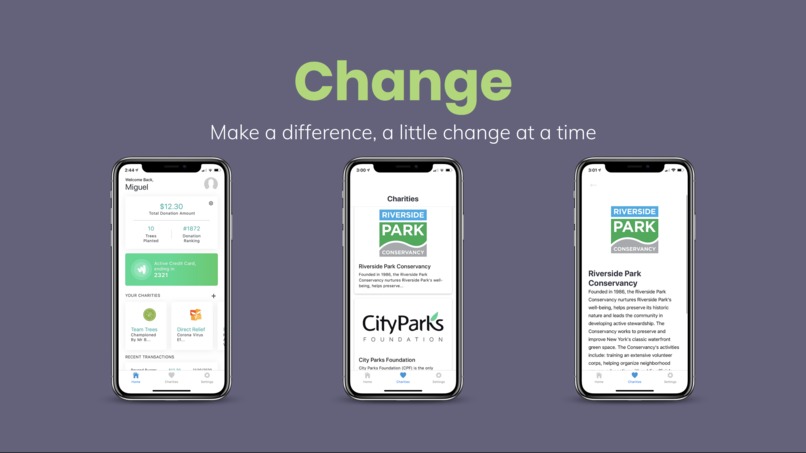 Change
Make a difference, a little change at a time
2:44
Welcome Back,
Miguel
$12.30
Total Donation Amount
10
Trees
Planted
#1672
Donation
Ranking
Active Credit Card,
ending in
2321
YOUR CHARITIES
+
Team Trees
Championed
By Mr B...
Direct Relief
Corona Virus
01...
RECENT TRANSACTIONS
Home
Charities
Settings
3:00
Charities
RIVERSIDE
PARK
CONSERVANCY
Riverside Park Conservancy
Founded in 1986, the Riverside Park
Conservancy nurtures Riverside Park's well-
being, helps preserve...
CityParks
FOUNDATION
City Parks Foundation
City Parks Foundation (CPF) is the only
Home
Charities
Settings
3:01
RIVERSIDE
PARK
CONSERVANCY
Riverside Park
Conservancy
Founded in 1986, the Riverside Park
Conservancy nurtures Riverside Park's
well-being, helps preserve its historic
nature and leads the community in
developing active stewardship. The
Conservancy works to preserve and
improve New York's classic waterfront
green space. The Conservancy's activities
include: training an extensive volunteer
corps, helping organize neighborhood
Home
Charities
Settings